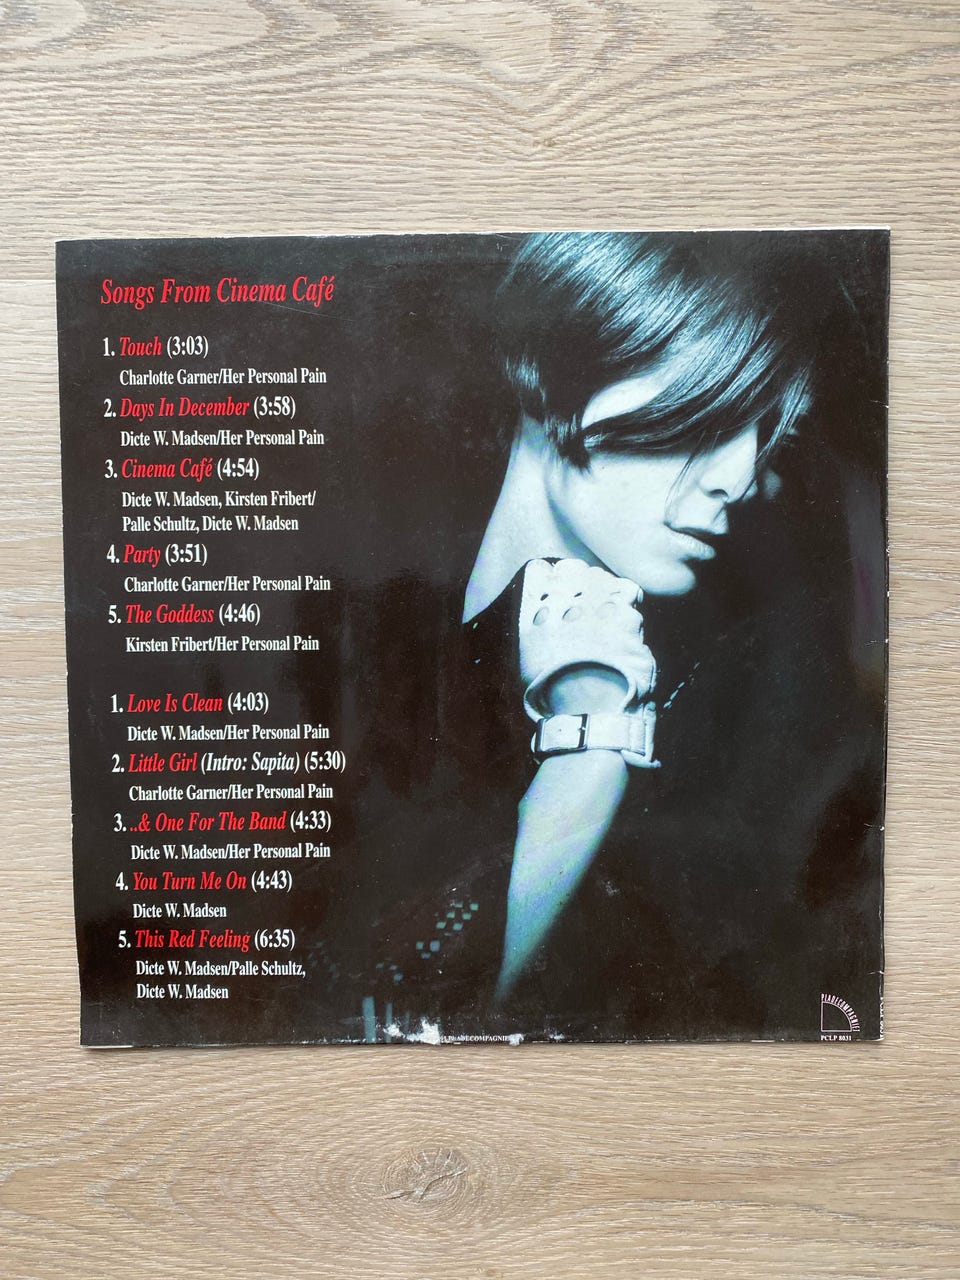 Songs From Cinema Café
1. Touch (3:03)
Charlotte Garner/Her Personal Pain
2. Days In December (3:58)
Dicte W. Madsen/Her Personal Pain
3. Cinema Café (4:54)
Dicte W. Madsen, Kirsten Fribert/
Palle Schultz, Dicte W. Madsen
4. Party (3:51)
Charlotte Garner/Her Personal Pain
5. The Goddess (4:46)
Kirsten Fribert/Her Personal Pain
1. Love Is Clean (4:03)
Dicte W. Madsen/Her Personal Pain
2. Little Girl (Intro: Sapita) (5:30)
Charlotte Garner/Her Personal Pain
3. ..& One For The Band (4:33)
Dicte W. Madsen/Her Personal Pain
4. You Turn Me On (4:43)
Dicte W. Madsen
5. This Red Feeling (6:35)
Dicte W. Madsen/Palle Schultz,
Dicte W. Madsen
PLADECOMPAGNIET
PCLP 8031